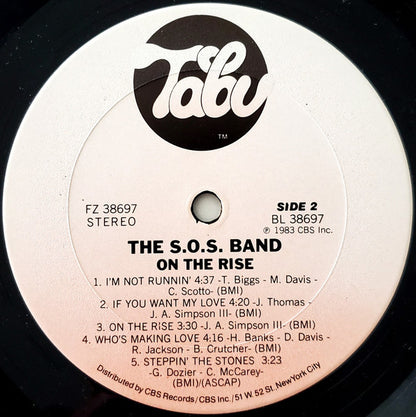 Tabu
TM
FZ 38697
STEREO
SIDE 2
BL 38697
℗ 1983 CBS Inc.
THE S.O.S. BAND
ON THE RISE
1. I'M NOT RUNNIN' 4:37 -T. Biggs - M. Davis -
C. Scotto- (BMI)
2. IF YOU WANT MY LOVE 4:20 -J. Thomas -
J. A. Simpson III- (BMI)
3. ON THE RISE 3:30 -J. A. Simpson III- (BMI)
4. WHO'S MAKING LOVE 4:16 -H. Banks - D. Davis -
R. Jackson - B. Crutcher- (BMI)
5. STEPPIN' THE STONES 3:23
-G. Dozier - C. McCarey-
(BMI)/(ASCAP)
Distributed by CBS Records / CBS Inc. / 51 W 52 St. New York City